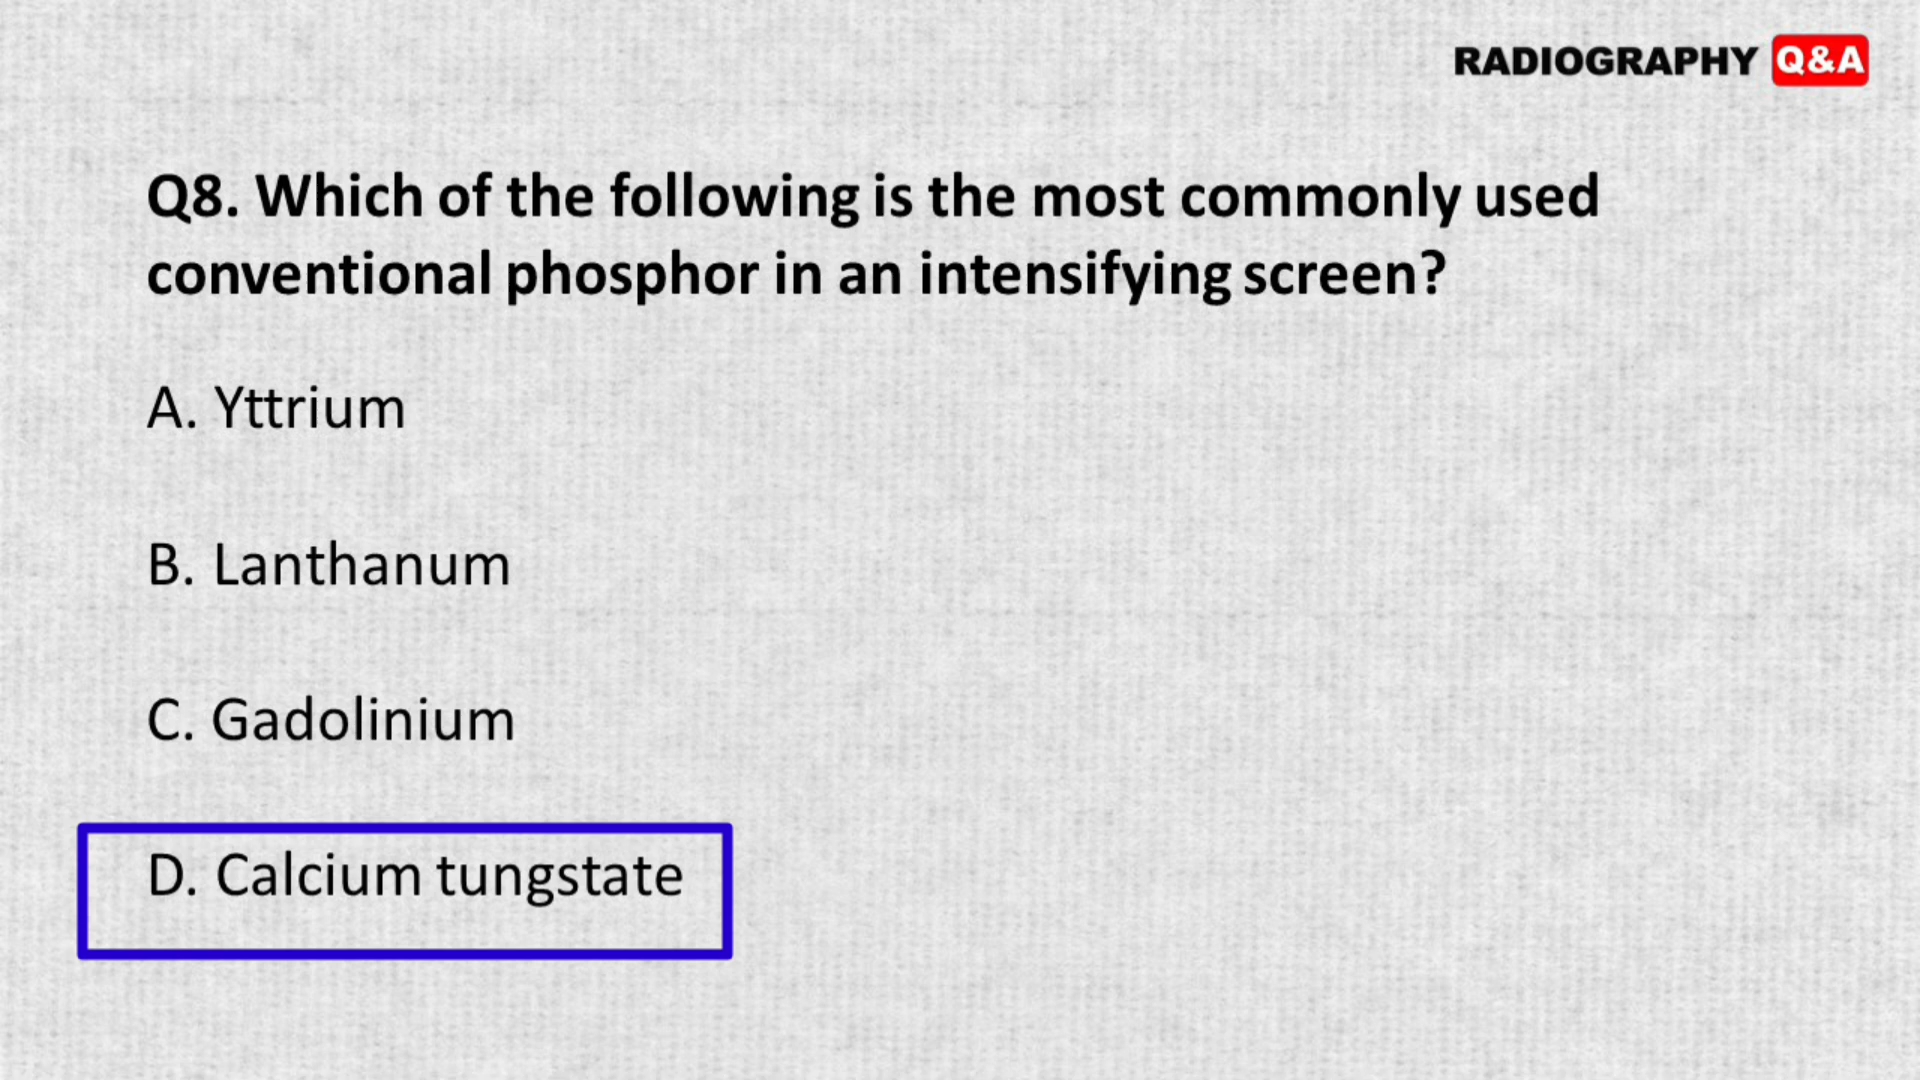 RADIOGRAPHY Q&A
Q8. Which of the following is the most commonly used
conventional phosphor in an intensifying screen?
A. Yttrium
B. Lanthanum
C. Gadolinium
D. Calcium tungstate